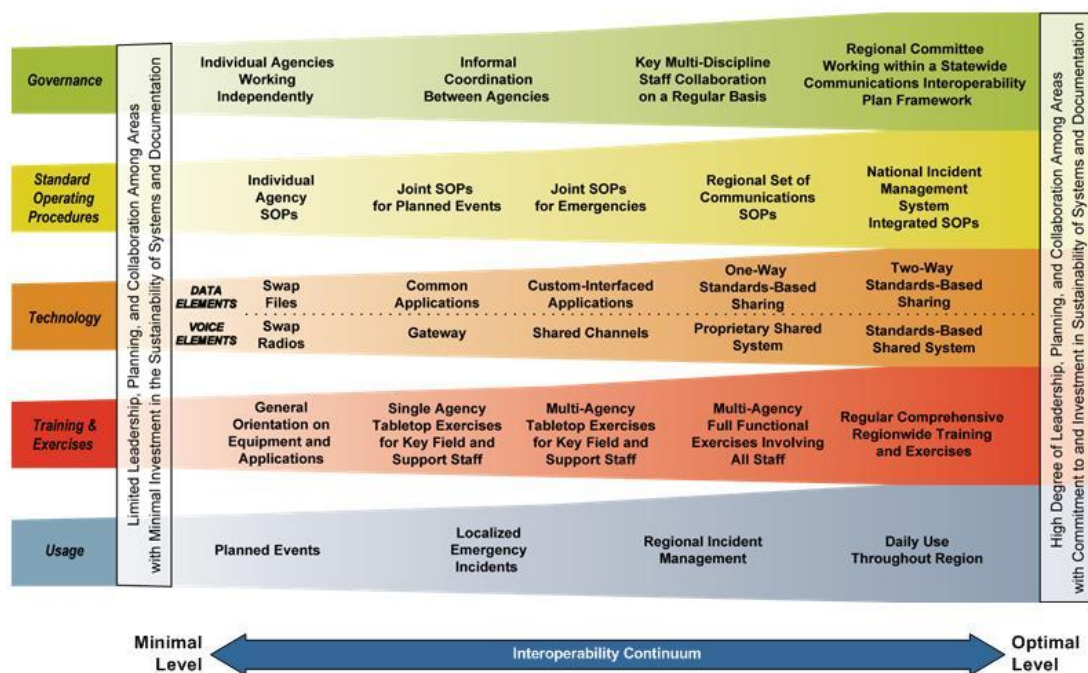 Limited Leadership, Planning, and Collaboration Among Areas
with Minimal Investment in the Sustainability of Systems and Documentation
Governance
Individual Agencies
Working
Independently
Informal
Coordination
Between Agencies
Key Multi-Discipline
Staff Collaboration
on a Regular Basis
Regional Committee
Working within a Statewide
Communications Interoperability
Plan Framework
Standard
Operating
Procedures
Individual
Agency
SOPs
Joint SOPs
for Planned Events
Joint SOPs
for Emergencies
Regional Set of
Communications
SOPs
National Incident
Management
System
Integrated SOPs
Technology
DATA
ELEMENTS
Swap
Files
Common
Applications
Custom-Interfaced
Applications
One-Way
Standards-Based
Sharing
Two-Way
Standards-Based
Sharing
VOICE
ELEMENTS
Swap
Radios
Gateway
Shared Channels
Proprietary Shared
System
Standards-Based
Shared System
Training &
Exercises
General
Orientation on
Equipment and
Applications
Single Agency
Tabletop Exercises
for Key Field and
Support Staff
Multi-Agency
Tabletop Exercises
for Key Field and
Support Staff
Multi-Agency
Full Functional
Exercises Involving
All Staff
Regular Comprehensive
Regionwide Training
and Exercises
Usage
Planned Events
Localized
Emergency
Incidents
Regional Incident
Management
Daily Use
Throughout Region
High Degree of Leadership, Planning, and Collaboration Among Areas
with Commitment to and Investment in Sustainability of Systems and Documentation
Minimal
Level
Interoperability Continuum
Optimal
Level